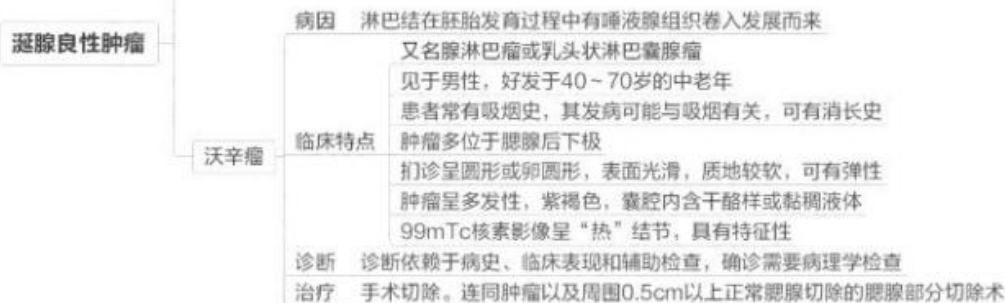 涎腺良性肿瘤
沃辛瘤
病因 淋巴结在胚胎发育过程中有唾液腺组织卷入发展而来
临床特点
又名腺淋巴瘤或乳头状淋巴囊腺瘤
见于男性，好发于40～70岁的中老年
患者常有吸烟史，其发病可能与吸烟有关，可有消长史
肿瘤多位于腮腺后下极
扪诊呈圆形或卵圆形，表面光滑，质地较软，可有弹性
肿瘤呈多发性，紫褐色，囊腔内含干酪样或黏稠液体
99mTc核素影像呈“热”结节，具有特征性
诊断 诊断依赖于病史、临床表现和辅助检查，确诊需要病理学检查
治疗 手术切除。连同肿瘤以及周围0.5cm以上正常腮腺切除的腮腺部分切除术